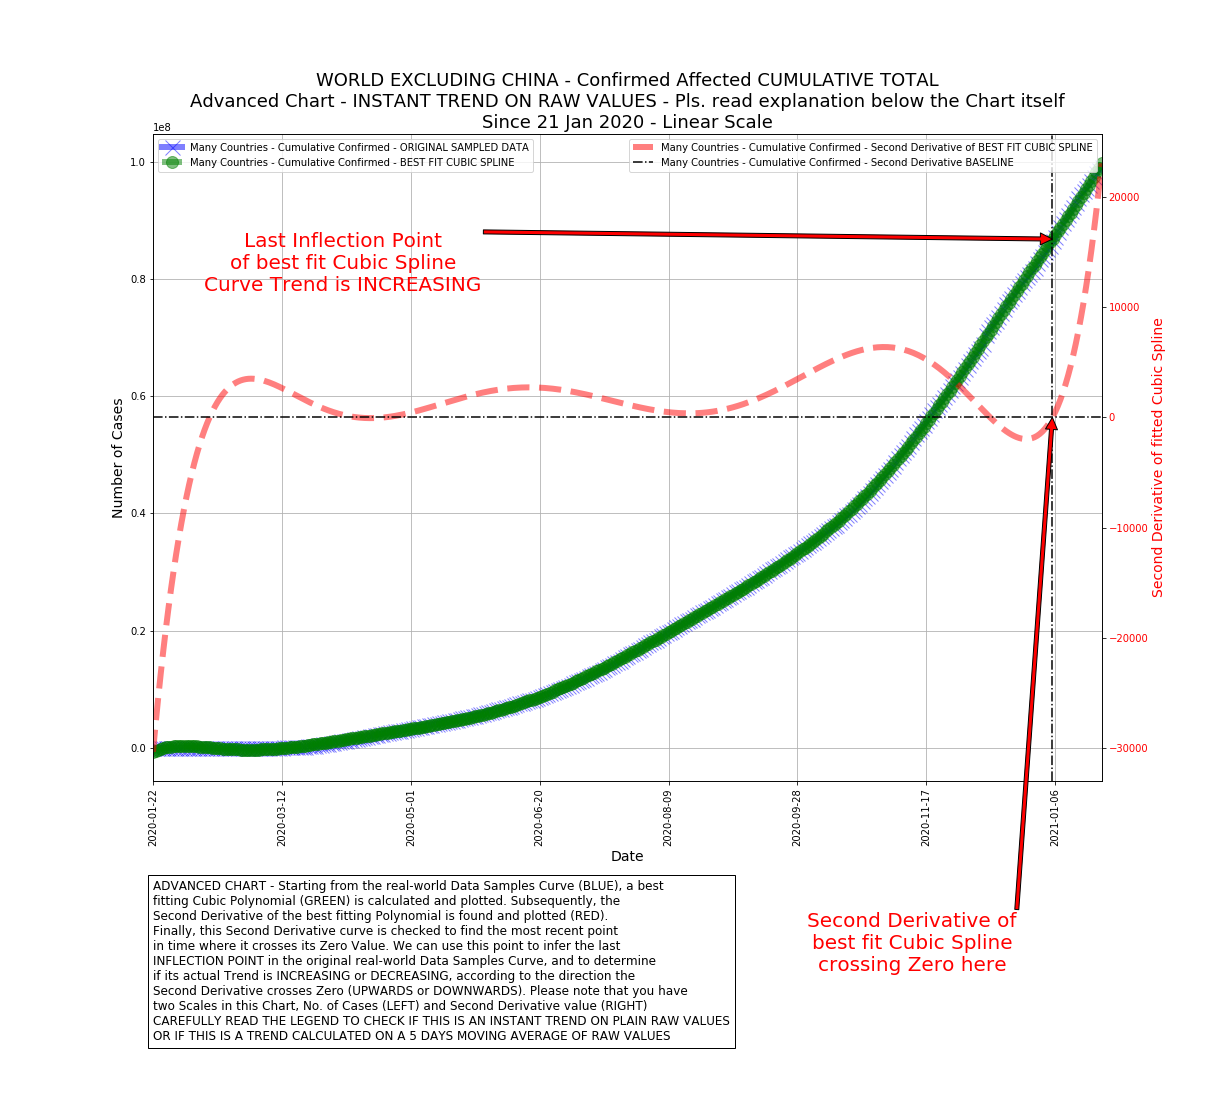 WORLD EXCLUDING CHINA - Confirmed Affected CUMULATIVE TOTAL
Advanced Chart - INSTANT TREND ON RAW VALUES - Pls. read explanation below the Chart itself
Since 21 Jan 2020 - Linear Scale
1e8
Many Countries - Cumulative Confirmed - ORIGINAL SAMPLED DATA
Many Countries - Cumulative Confirmed - BEST FIT CUBIC SPLINE
Many Countries - Cumulative Confirmed - Second Derivative of BEST FIT CUBIC SPLINE
Many Countries - Cumulative Confirmed - Second Derivative BASELINE
Last Inflection Point
of best fit Cubic Spline
Curve Trend is INCREASING
Number of Cases
1.0
0.8
0.6
0.4
0.2
0.0
20000
10000
0
−10000
−20000
−30000
Second Derivative of fitted Cubic Spline
2020-01-22
2020-03-12
2020-05-01
2020-06-20
2020-08-09
2020-09-28
2020-11-17
2021-01-06
Date
ADVANCED CHART - Starting from the real-world Data Samples Curve (BLUE), a best
fitting Cubic Polynomial (GREEN) is calculated and plotted. Subsequently, the
Second Derivative of the best fitting Polynomial is found and plotted (RED).
Finally, this Second Derivative curve is checked to find the most recent point
in time where it crosses its Zero Value. We can use this point to infer the last
INFLECTION POINT in the original real-world Data Samples Curve, and to determine
if its actual Trend is INCREASING or DECREASING, according to the direction the
Second Derivative crosses Zero (UPWARDS or DOWNWARDS). Please note that you have
two Scales in this Chart, No. of Cases (LEFT) and Second Derivative value (RIGHT)
CAREFULLY READ THE LEGEND TO CHECK IF THIS IS AN INSTANT TREND ON PLAIN RAW VALUES
OR IF THIS IS A TREND CALCULATED ON A 5 DAYS MOVING AVERAGE OF RAW VALUES
Second Derivative of
best fit Cubic Spline
crossing Zero here